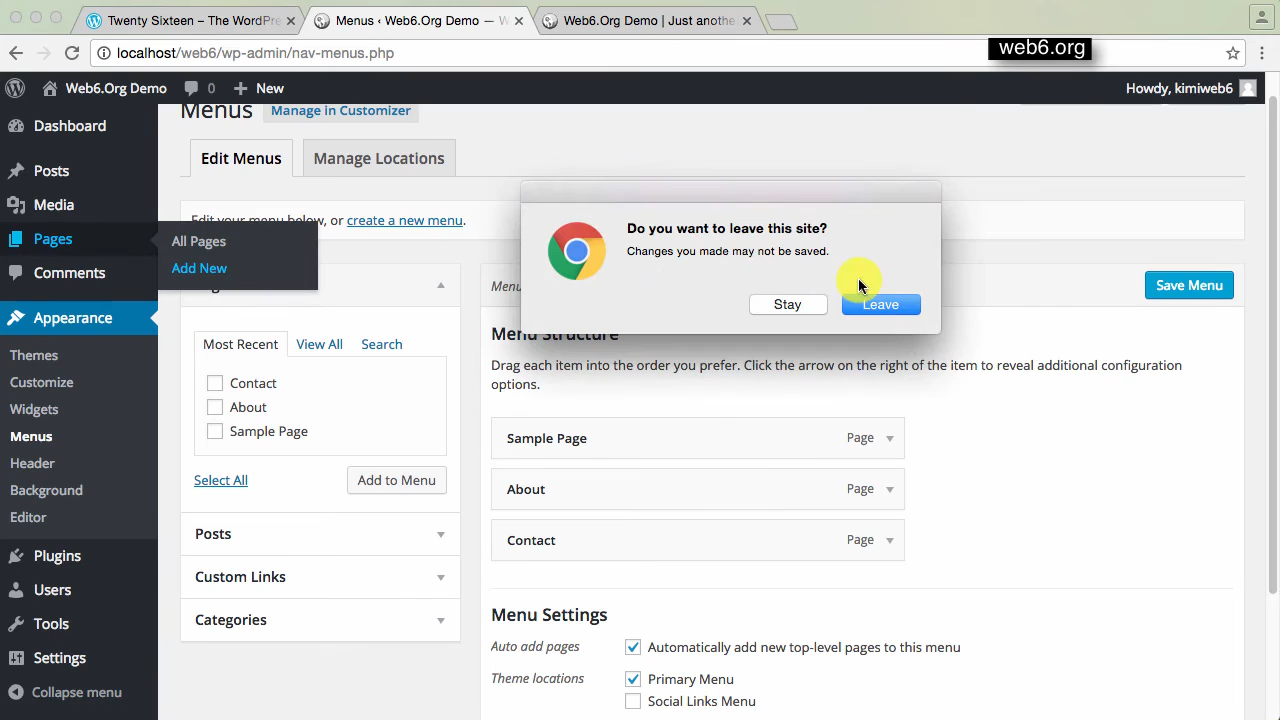 Twenty Sixteen – The WordPre
Menus ‹ Web6.Org Demo — W
Web6.Org Demo | Just anothe
localhost/web6/wp-admin/nav-menus.php
web6.org
Web6.Org Demo
0
New
Howdy, kimiweb6
Dashboard
Posts
Media
Pages
Comments
Appearance
Themes
Customize
Widgets
Menus
Header
Background
Editor
Plugins
Users
Tools
Settings
Collapse menu
All Pages
Add New
Menus
Manage in Customizer
Edit Menus
Manage Locations
Edit your menu below, or create a new menu.
Do you want to leave this site?
Changes you made may not be saved.
Stay
Leave
Most Recent
View All
Search
Contact
About
Sample Page
Select All
Add to Menu
Posts
Custom Links
Categories
Save Menu
Menu Structure
Drag each item into the order you prefer. Click the arrow on the right of the item to reveal additional configuration
options.
Sample Page
Page
About
Page
Contact
Page
Menu Settings
Auto add pages
Automatically add new top-level pages to this menu
Theme locations
Primary Menu
Social Links Menu